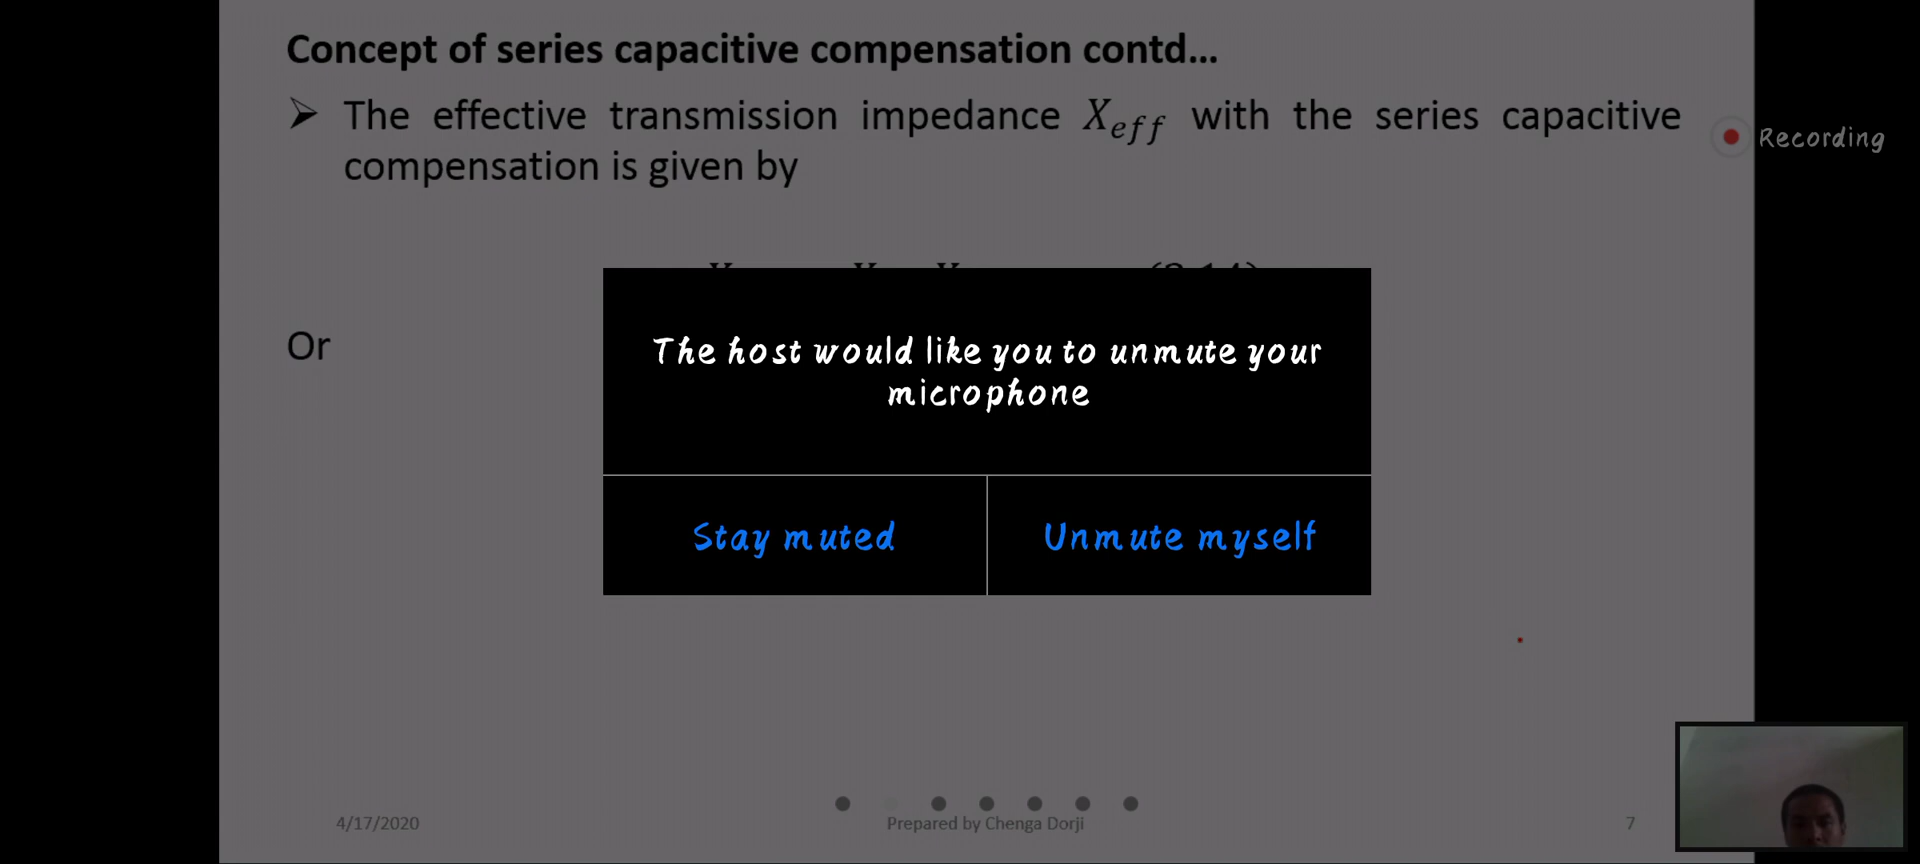 Concept of series capacitive compensation contd...
➤ The effective transmission impedance X_eff with the series capacitive
Recording
compensation is given by
Or
The host would like you to unmute your
microphone
Stay muted
Unmute myself
4/17/2020
Prepared by Chenga Dorji
7